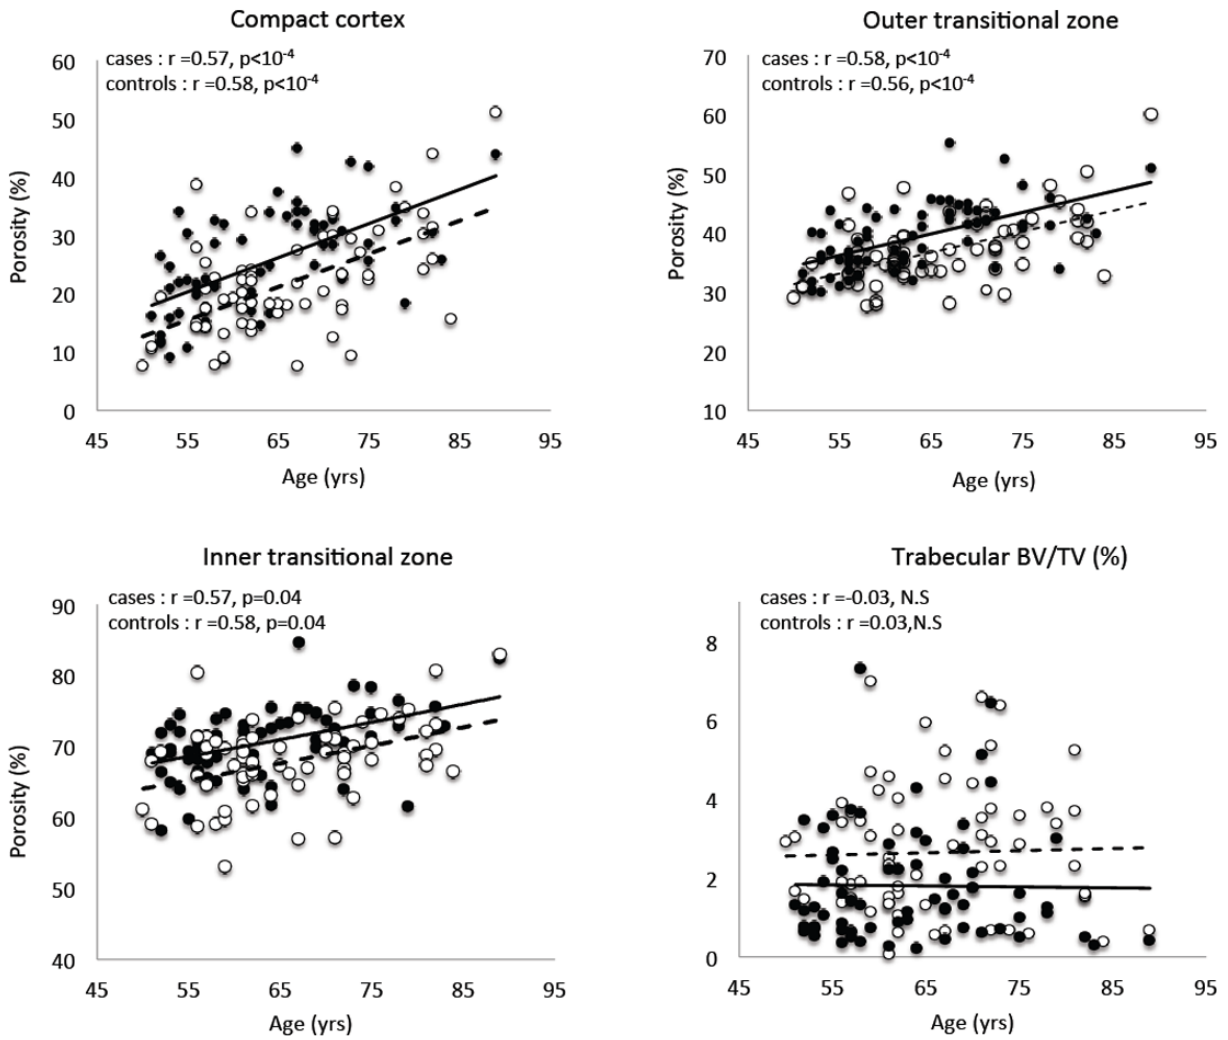 Compact cortex
cases : r =0.57, p<10-4
controls : r =0.58, p<10-4
60
50
40
30
20
10
0
Porosity (%)
45 55 65 75 85 95
Age (yrs)
Outer transitional zone
cases : r =0.58, p<10-4
controls : r =0.56, p<10-4
70
60
50
40
30
20
10
Porosity (%)
45 55 65 75 85 95
Age (yrs)
Inner transitional zone
cases : r =0.57, p=0.04
controls : r =0.58, p=0.04
90
80
70
60
50
40
Porosity (%)
45 55 65 75 85 95
Age (yrs)
Trabecular BV/TV (%)
cases : r =-0.03, N.S
controls : r =0.03,N.S
8
6
4
2
0
45 55 65 75 85 95
Age (yrs)